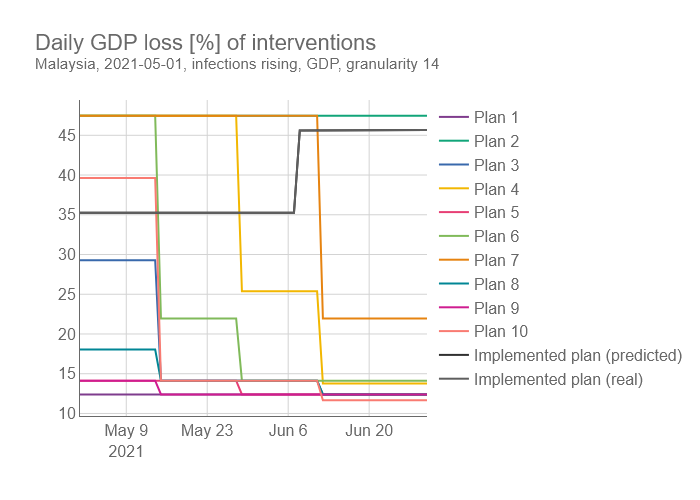 Daily GDP loss [%] of interventions
Malaysia, 2021-05-01, infections rising, GDP, granularity 14
45
40
35
30
25
20
15
10
May 9
2021
May 23
Jun 6
Jun 20
Plan 1
Plan 2
Plan 3
Plan 4
Plan 5
Plan 6
Plan 7
Plan 8
Plan 9
Plan 10
Implemented plan (predicted)
Implemented plan (real)